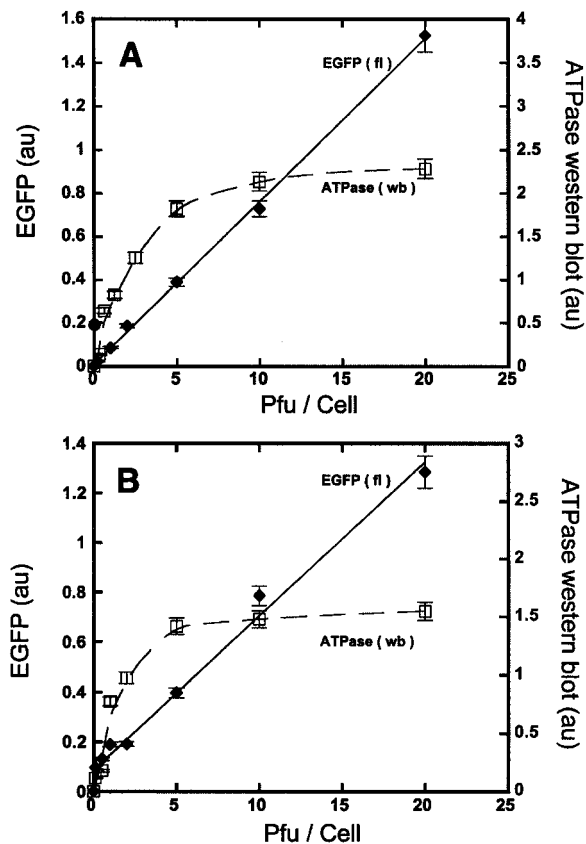 A
EGFP ( fl )
ATPase ( wb )
1.6
1.4
1.2
1
0.8
0.6
0.4
0.2
0
4
3.5
3
2.5
2
1.5
1
0.5
0
0 5 10 15 20 25
EGFP (au)
ATPase western blot (au)
Pfu / Cell
B
EGFP ( fl )
ATPase ( wb )
1.4
1.2
1
0.8
0.6
0.4
0.2
0
3
2.5
2
1.5
1
0.5
0
0 5 10 15 20 25
EGFP (au)
ATPase western blot (au)
Pfu / Cell